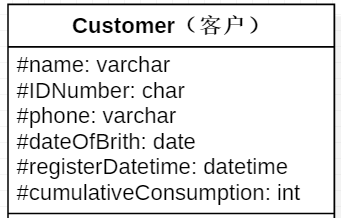 Customer（客户）
#name: varchar
#IDNumber: char
#phone: varchar
#dateOfBrith: date
#registerDatetime: datetime
#cumulativeConsumption: int